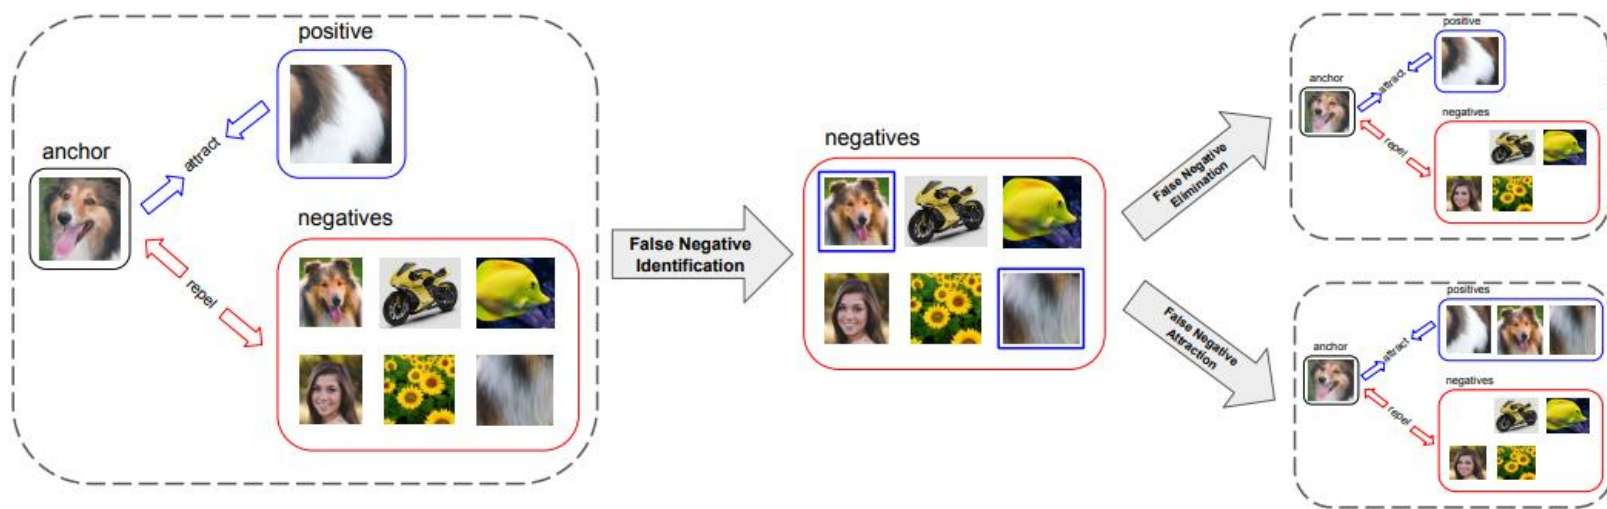 positive
attract
anchor
negatives
repel
False Negative
Identification
negatives
False Negative
Elimination
False Negative
Attraction
positive
attract
anchor
negatives
repel
positives
attract
anchor
negatives
repel